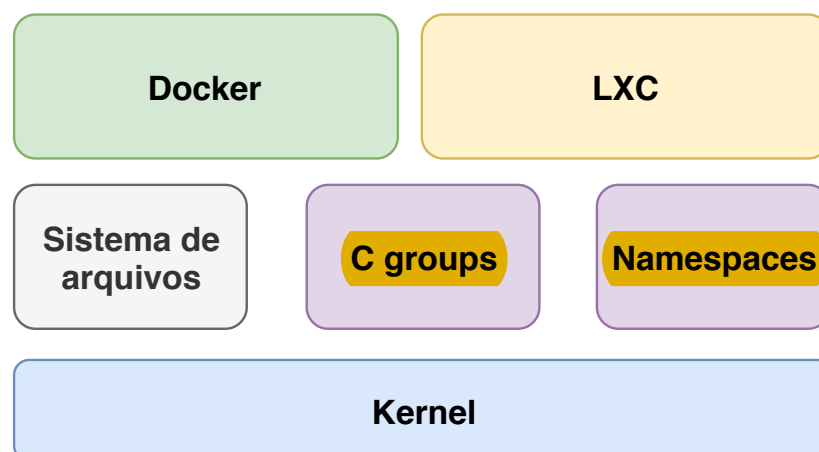 Docker
LXC
Sistema de
arquivos
C groups
Namespaces
Kernel